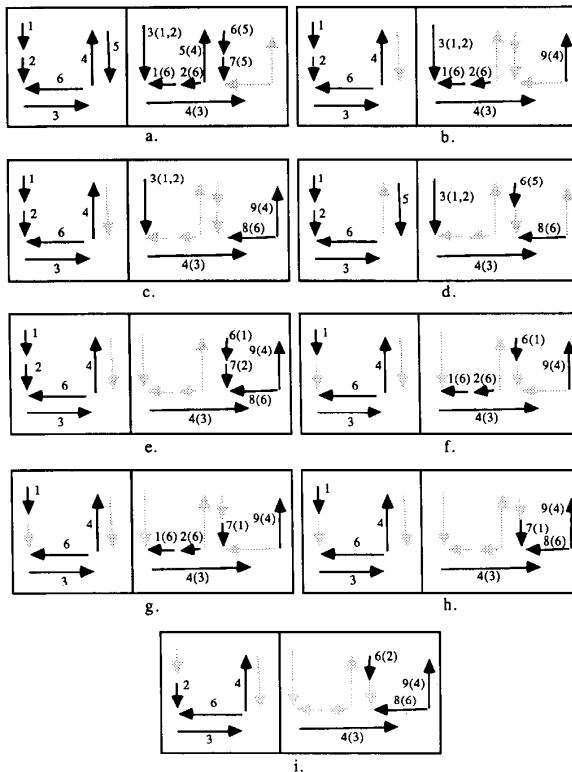 1 2 6 3 4 5 3(1,2) 5(4) 6(5) 7(5) 1(6) 2(6) 4(3)
a.
1 2 6 3 4 3(1,2) 1(6) 2(6) 4(3) 9(4)
b.
1 2 6 3 4 3(1,2) 9(4) 8(6) 4(3)
c.
1 2 6 3 5 3(1,2) 6(5) 8(6) 4(3)
d.
1 2 6 3 4 6(1) 7(2) 9(4) 8(6) 4(3)
e.
1 6 3 4 6(1) 1(6) 2(6) 9(4) 4(3)
f.
1 6 3 4 7(1) 1(6) 2(6) 9(4) 4(3)
g.
1 6 3 4 9(4) 7(1) 8(6) 4(3)
h.
2 6 3 4 6(2) 9(4) 8(6) 4(3)
i.